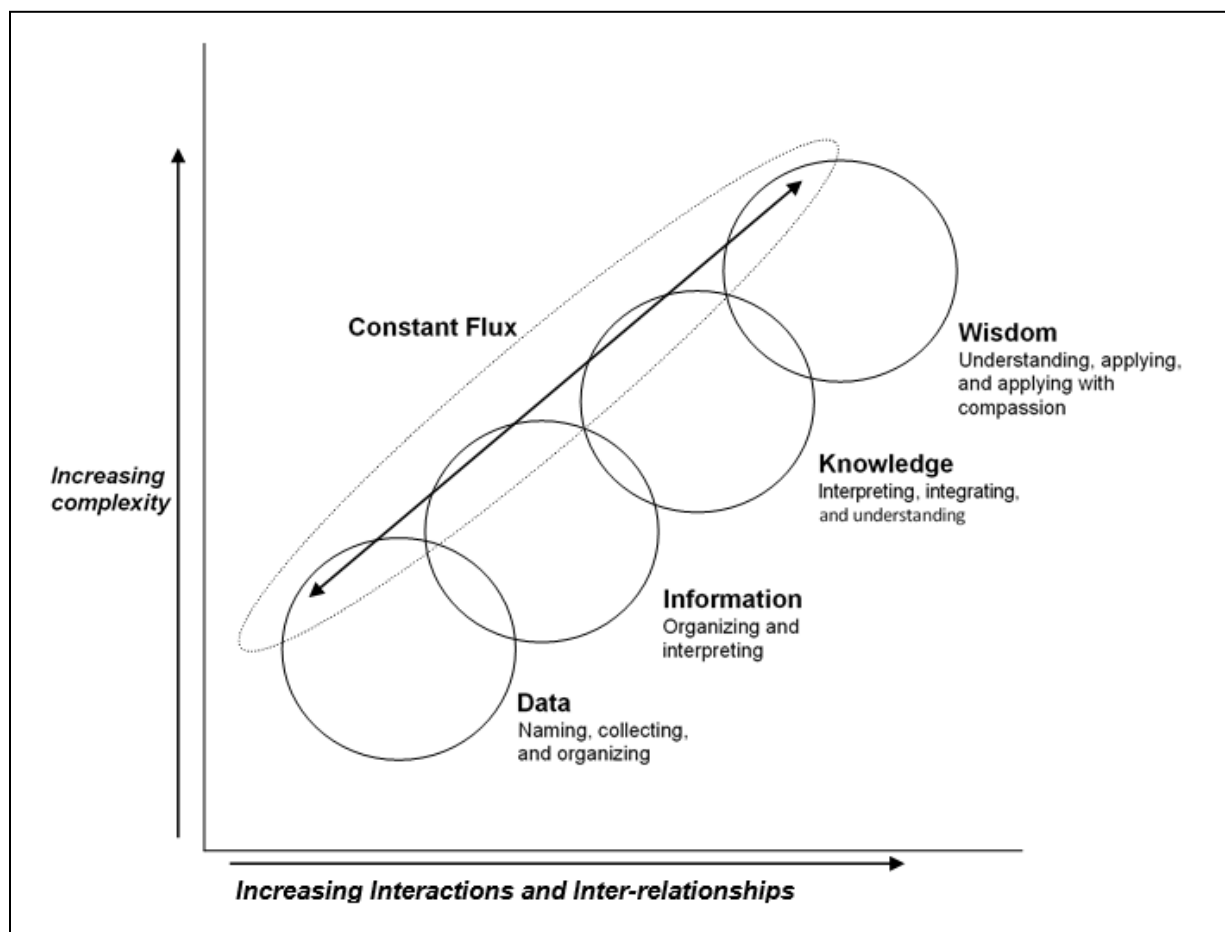 Constant Flux
Wisdom
Understanding, applying,
and applying with
compassion
Increasing
complexity
Knowledge
Interpreting, integrating,
and understanding
Information
Organizing and
interpreting
Data
Naming, collecting,
and organizing
Increasing Interactions and Inter-relationships